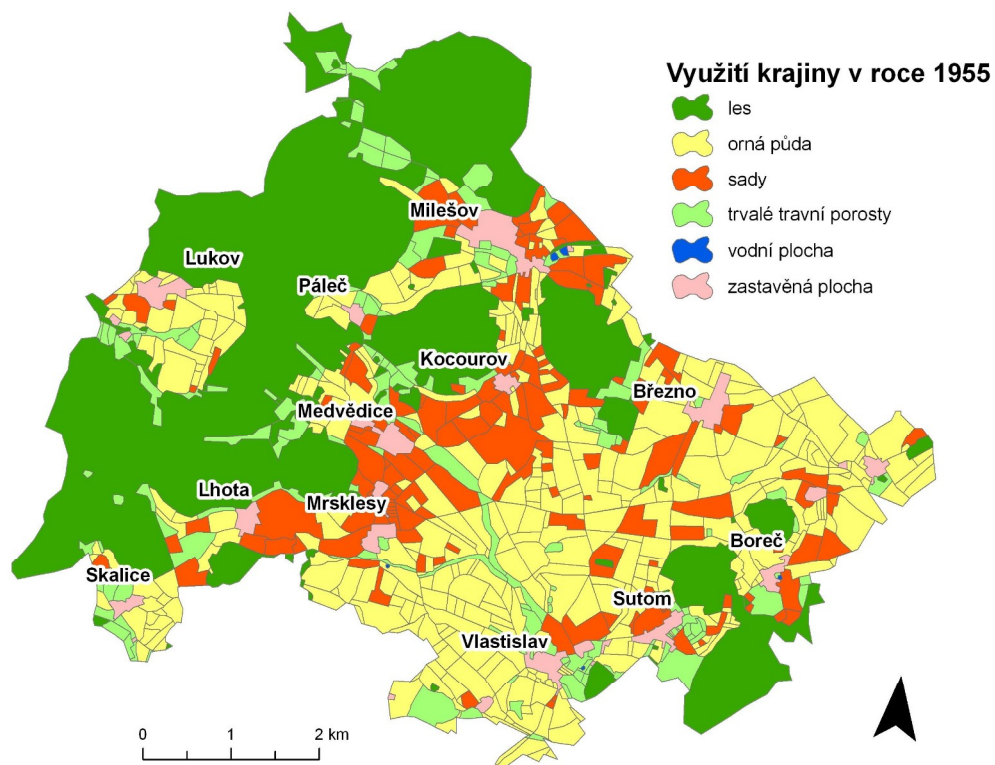 Využití krajiny v roce 1955
les
orná půda
sady
trvalé travní porosty
vodní plocha
zastavěná plocha
Milešov
Lukov
Páleč
Kocourov
Březno
Medvědice
Lhota
Mrsklesy
Boreč
Skalice
Sutom
Vlastislav
0 1 2 km